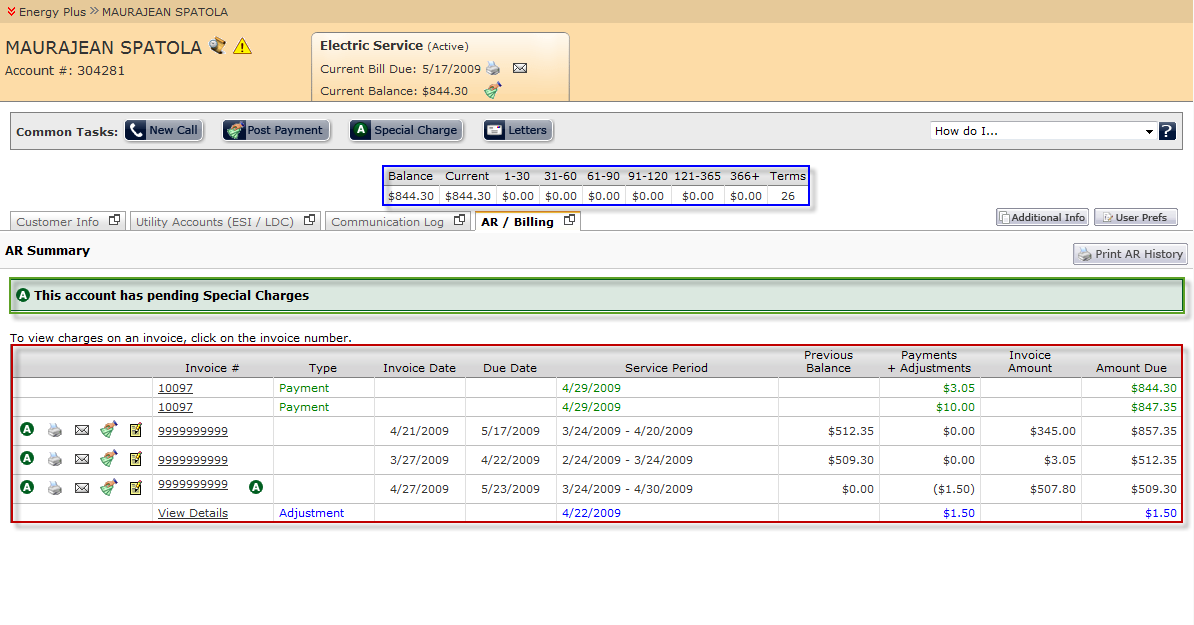 Energy Plus » MAURAJEAN SPATOLA
MAURAJEAN SPATOLA
Account #: 304281
Electric Service (Active)
Current Bill Due: 5/17/2009
Current Balance: $844.30
Common Tasks: New Call Post Payment A Special Charge Letters How do I... ?
Balance Current 1-30 31-60 61-90 91-120 121-365 366+ Terms
$844.30 $844.30 $0.00 $0.00 $0.00 $0.00 $0.00 $0.00 26
Customer Info Utility Accounts (ESI / LDC) Communication Log AR / Billing Additional Info User Prefs
AR Summary
Print AR History
A This account has pending Special Charges
To view charges on an invoice, click on the invoice number.
Invoice # Type Invoice Date Due Date Service Period Previous Balance Payments + Adjustments Invoice Amount Amount Due
10097 Payment 4/29/2009 $3.05 $844.30
10097 Payment 4/29/2009 $10.00 $847.35
A 9999999999 4/21/2009 5/17/2009 3/24/2009 - 4/20/2009 $512.35 $0.00 $345.00 $857.35
A 9999999999 3/27/2009 4/22/2009 2/24/2009 - 3/24/2009 $509.30 $0.00 $3.05 $512.35
A 9999999999 A 4/27/2009 5/23/2009 3/24/2009 - 4/30/2009 $0.00 ($1.50) $507.80 $509.30
View Details Adjustment 4/22/2009 $1.50 $1.50